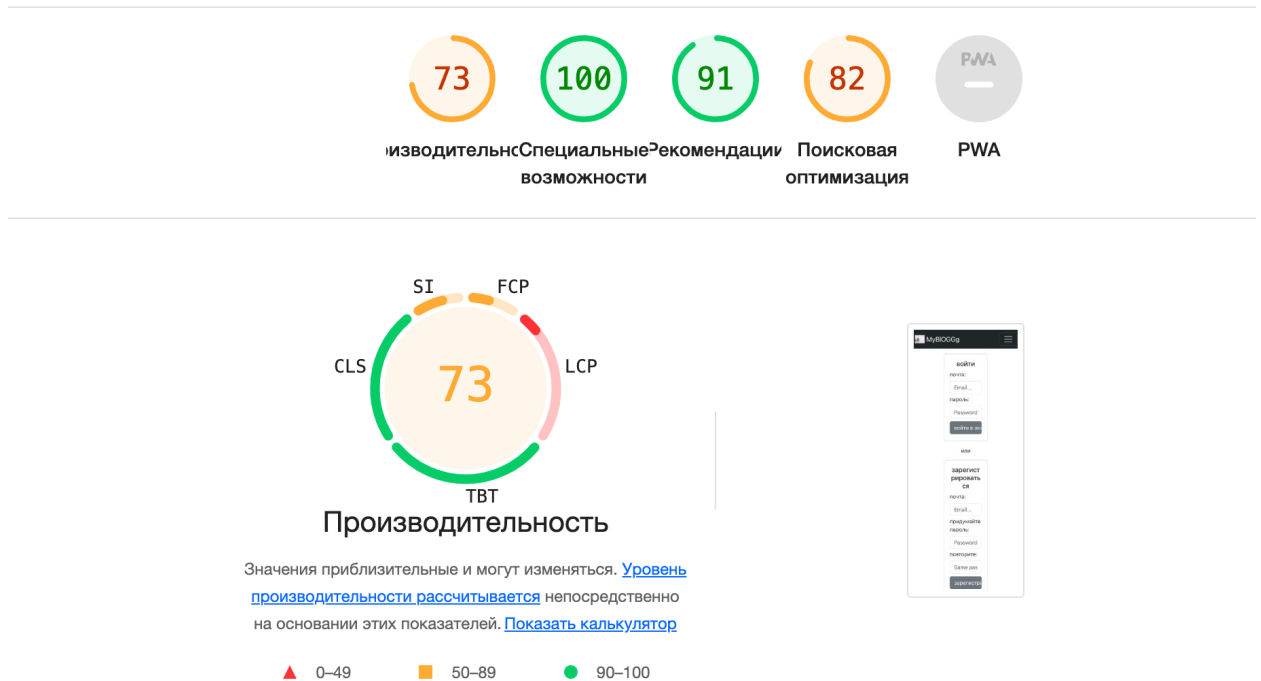 73
100
91
82
PWA
Специальные
возможности
Рекомендации
Поисковая
оптимизация
PWA
SI
FCP
CLS
LCP
73
TBT
Производительность
Значения приблизительные и могут изменяться. Уровень
производительности рассчитывается непосредственно
на основании этих показателей. Показать калькулятор
0–49
50–89
90–100
MyBlOGGg
войти
почта:
Email...
пароль:
Password
войти в
или
зарегист
рировать
ся
почта:
Email...
придумайте
пароль:
Password
повторите:
Same pas
зарегистр